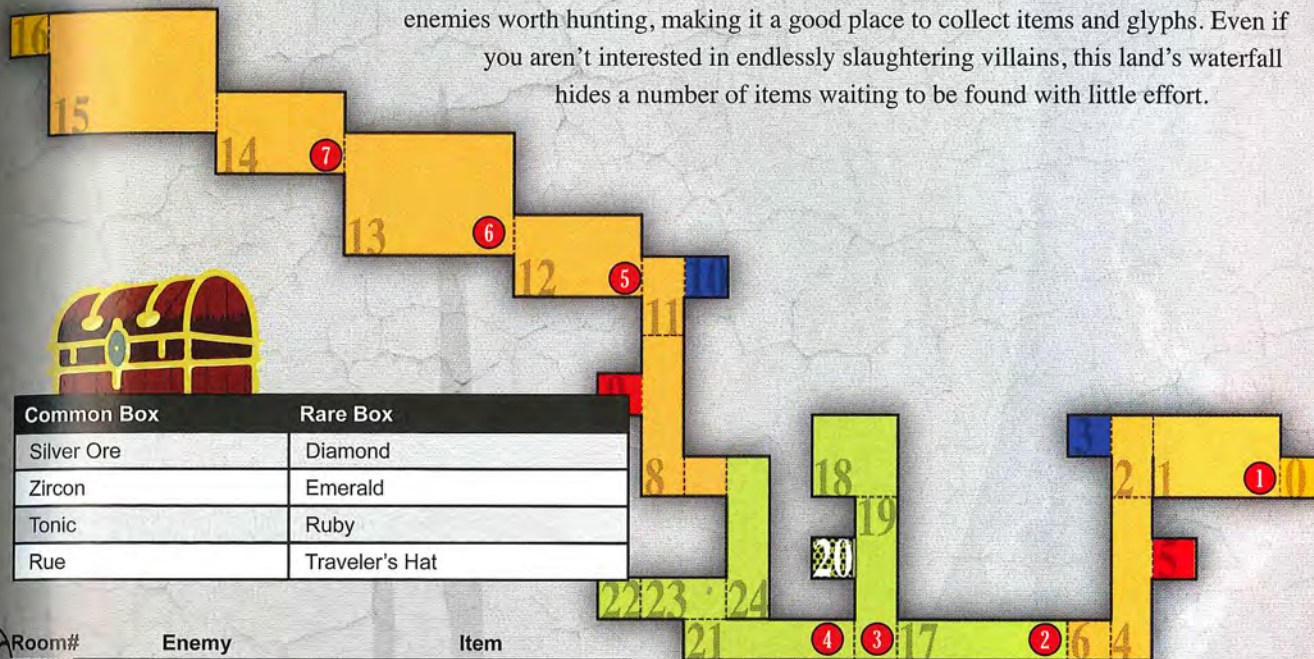 enemies worth hunting, making it a good place to collect items and glyphs. Even if
you aren't interested in endlessly slaughtering villains, this land's waterfall
hides a number of items waiting to be found with little effort.
16
15
14 7
13 6
12 5 10
11
9
Common Box Rare Box
Silver Ore Diamond
Zircon Emerald
Tonic Ruby
Rue Traveler's Hat
3
8 18 2 1 1 0
19
20 5
22 23 24
21 4 3 17 2 6 4
Room# Enemy Item